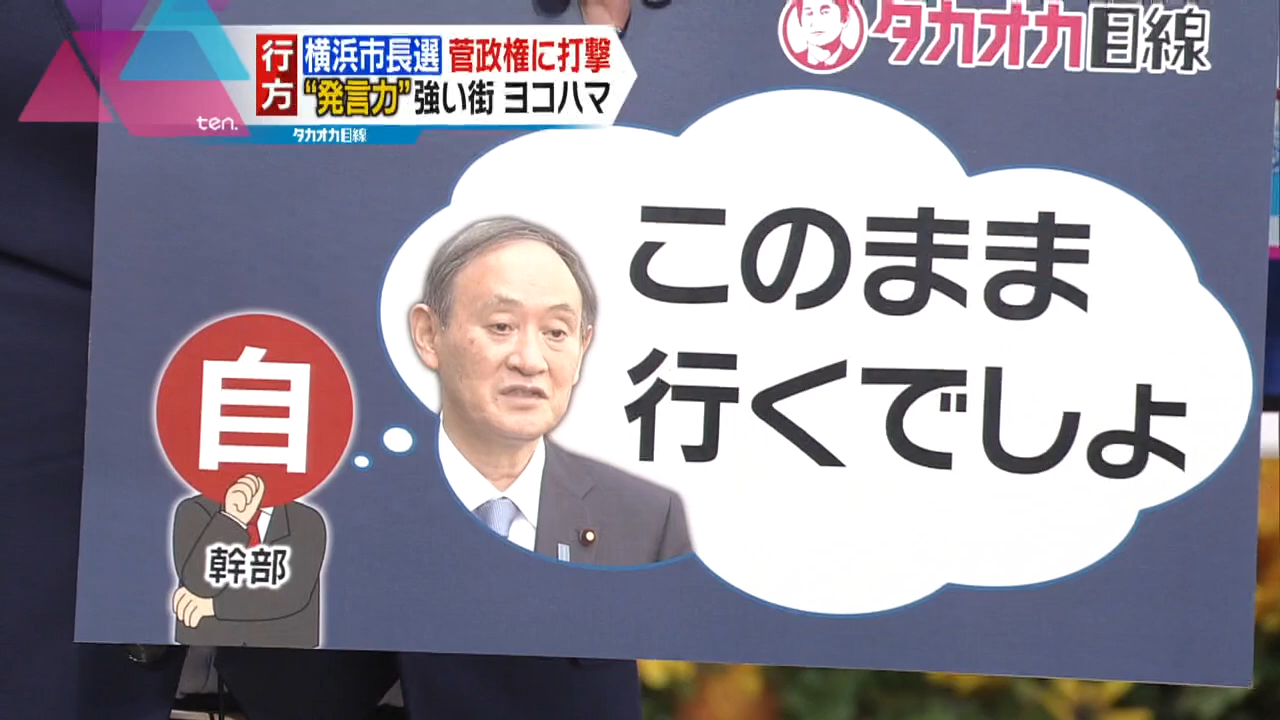 行方
横浜市長選 菅政権に打撃
“発言力”強い街 ヨコハマ
ten.
タカオカ目線
タカオカ目線
このまま
行くでしょ
自
幹部